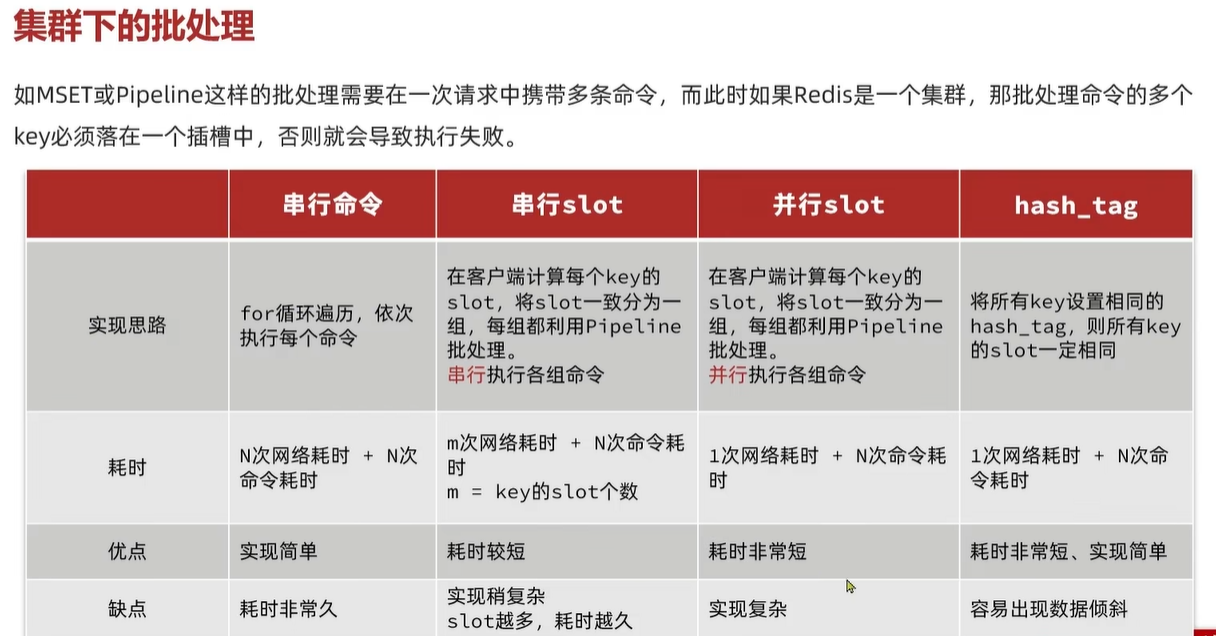 集群下的批处理
如MSET或Pipeline这样的批处理需要在一次请求中携带多条命令，而此时如果Redis是一个集群，那批处理命令的多个
key必须落在一个插槽中，否则就会导致执行失败。
串行命令
串行slot
并行slot
hash_tag
实现思路
for循环遍历，依次
执行每个命令
在客户端计算每个key的
slot，将slot一致分为一
组，每组都利用Pipeline
批处理。
串行执行各组命令
在客户端计算每个key的
slot，将slot一致分为一
组，每组都利用Pipeline
批处理。
并行执行各组命令
将所有key设置相同的
hash_tag，则所有key
的slot一定相同
耗时
N次网络耗时 + N次
命令耗时
m次网络耗时 + N次命令耗
时
m = key的slot个数
1次网络耗时 + N次命令耗
时
1次网络耗时 + N次命
令耗时
优点
实现简单
耗时较短
耗时非常短
耗时非常短、实现简单
缺点
耗时非常久
实现稍复杂
slot越多，耗时越久
实现复杂
容易出现数据倾斜